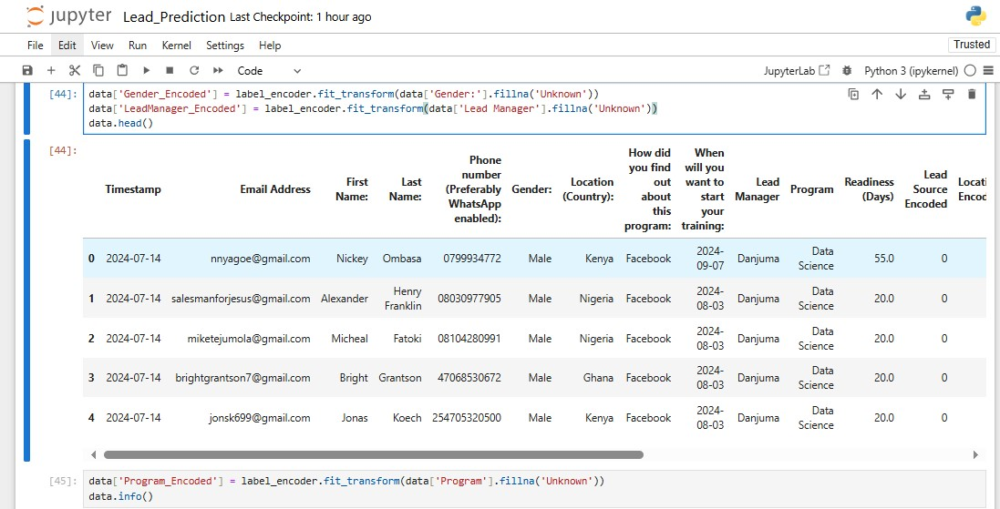 jupyter Lead_Prediction Last Checkpoint: 1 hour ago
File Edit View Run Kernel Settings Help Trusted
Code JupyterLab Python 3 (ipykernel)
[44]: data['Gender_Encoded'] = label_encoder.fit_transform(data['Gender:'].fillna('Unknown'))
data['LeadManager_Encoded'] = label_encoder.fit_transform(data['Lead Manager'].fillna('Unknown'))
data.head()
[44]:
Timestamp
Email Address
First
Name:
Last
Name:
Phone
number
(Preferably
WhatsApp
enabled):
Gender:
Location
(Country):
How did
you find
out
about
this
program:
When
will you
want to
start
your
training:
Lead
Manager
Program
Readiness
(Days)
Lead
Source
Encoded
Locati
Encod
0 2024-07-14 nnyagoe@gmail.com Nickey Ombasa 0799934772 Male Kenya Facebook 2024-
09-07 Danjuma Data
Science 55.0 0
1 2024-07-14 salesmanforjesus@gmail.com Alexander Henry
Franklin 08030977905 Male Nigeria Facebook 2024-
08-03 Danjuma Data
Science 20.0 0
2 2024-07-14 miketejumola@gmail.com Micheal Fatoki 08104280991 Male Nigeria Facebook 2024-
08-03 Danjuma Data
Science 20.0 0
3 2024-07-14 brightgrantson7@gmail.com Bright Grantson 47068530672 Male Ghana Facebook 2024-
08-03 Danjuma Data
Science 20.0 0
4 2024-07-14 jonsk699@gmail.com Jonas Koech 254705320500 Male Kenya Facebook 2024-
08-03 Danjuma Data
Science 20.0 0
[45]: data['Program_Encoded'] = label_encoder.fit_transform(data['Program'].fillna('Unknown'))
data.info()